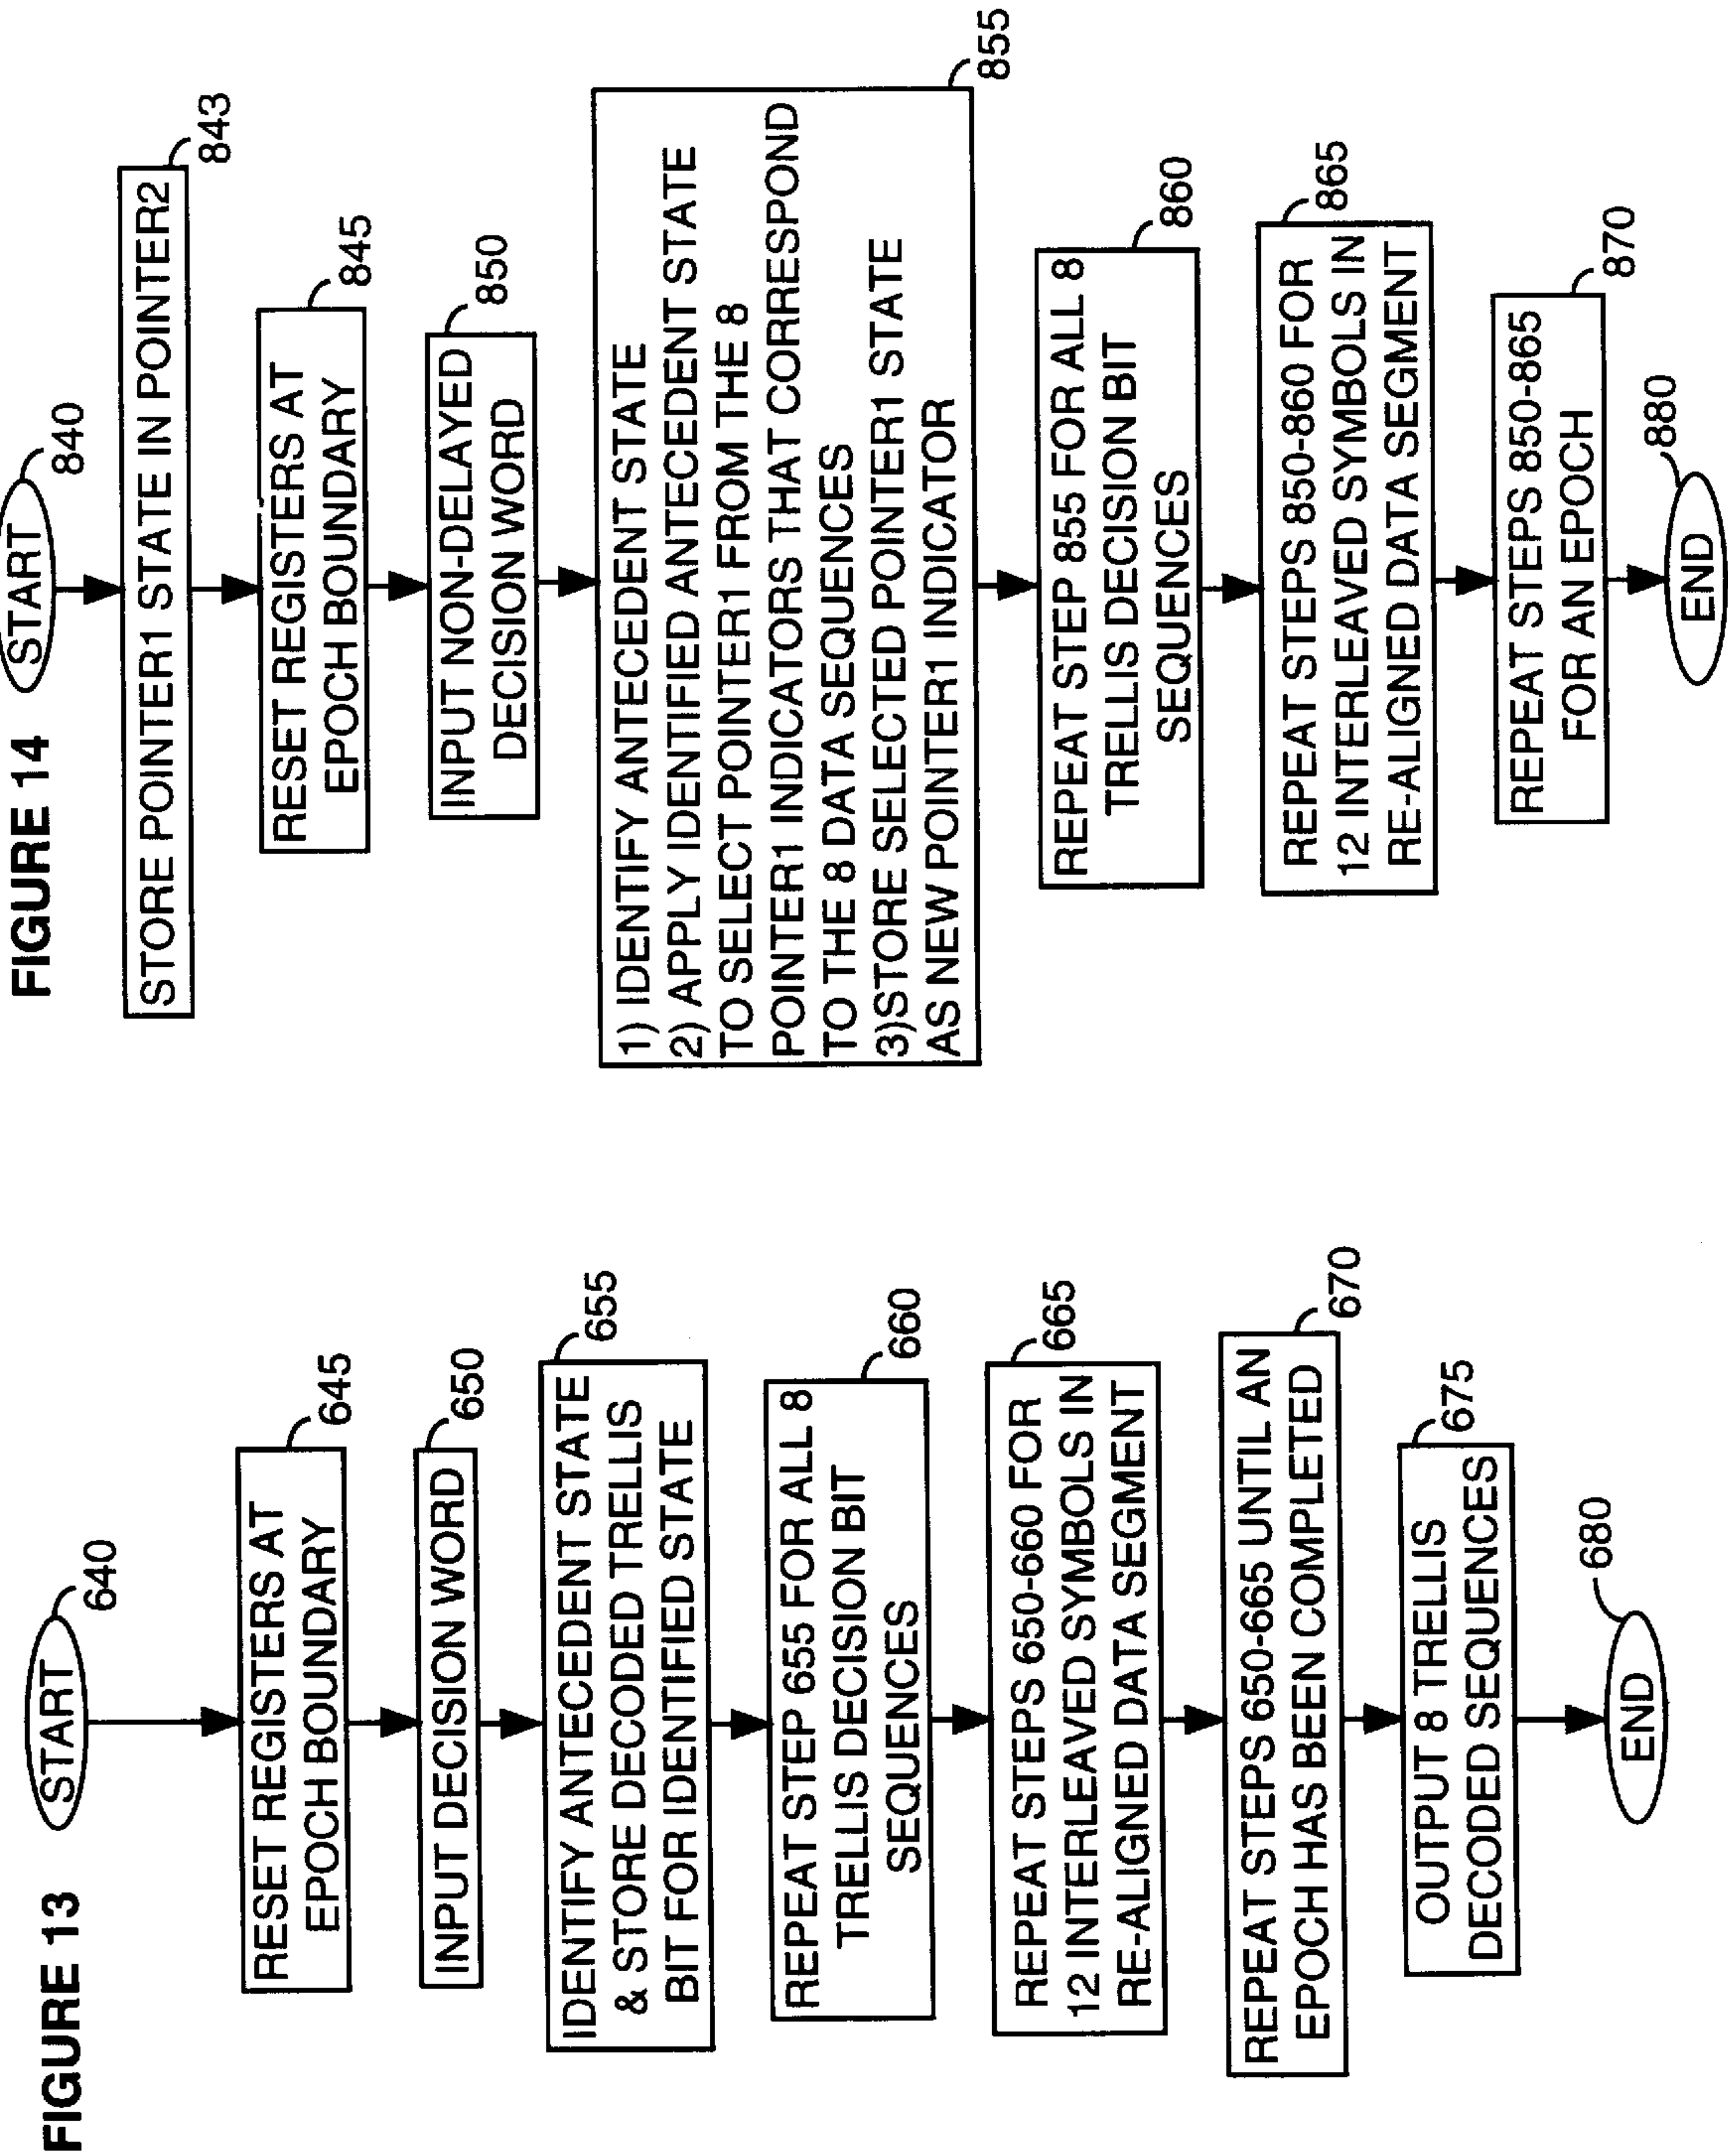 FIGURE 13
START
640
RESET REGISTERS AT
EPOCH BOUNDARY
645
INPUT DECISION WORD
650
IDENTIFY ANTECEDENT STATE
& STORE DECODED TRELLIS
BIT FOR IDENTIFIED STATE
655
REPEAT STEP 655 FOR ALL 8
TRELLIS DECISION BIT
SEQUENCES
660
REPEAT STEPS 650-660 FOR
12 INTERLEAVED SYMBOLS IN
RE-ALIGNED DATA SEGMENT
665
REPEAT STEPS 650-665 UNTIL AN
EPOCH HAS BEEN COMPLETED
670
OUTPUT 8 TRELLIS
DECODED SEQUENCES
675
END
680
FIGURE 14
START
840
STORE POINTER1 STATE IN POINTER2
843
RESET REGISTERS AT
EPOCH BOUNDARY
845
INPUT NON-DELAYED
DECISION WORD
850
1) IDENTIFY ANTECEDENT STATE
2) APPLY IDENTIFIED ANTECEDENT STATE
TO SELECT POINTER1 FROM THE 8
POINTER1 INDICATORS THAT CORRESPOND
TO THE 8 DATA SEQUENCES
3)STORE SELECTED POINTER1 STATE
AS NEW POINTER1 INDICATOR
855
REPEAT STEP 855 FOR ALL 8
TRELLIS DECISION BIT
SEQUENCES
860
REPEAT STEPS 850-860 FOR
12 INTERLEAVED SYMBOLS IN
RE-ALIGNED DATA SEGMENT
865
REPEAT STEPS 850-865
FOR AN EPOCH
870
END
880